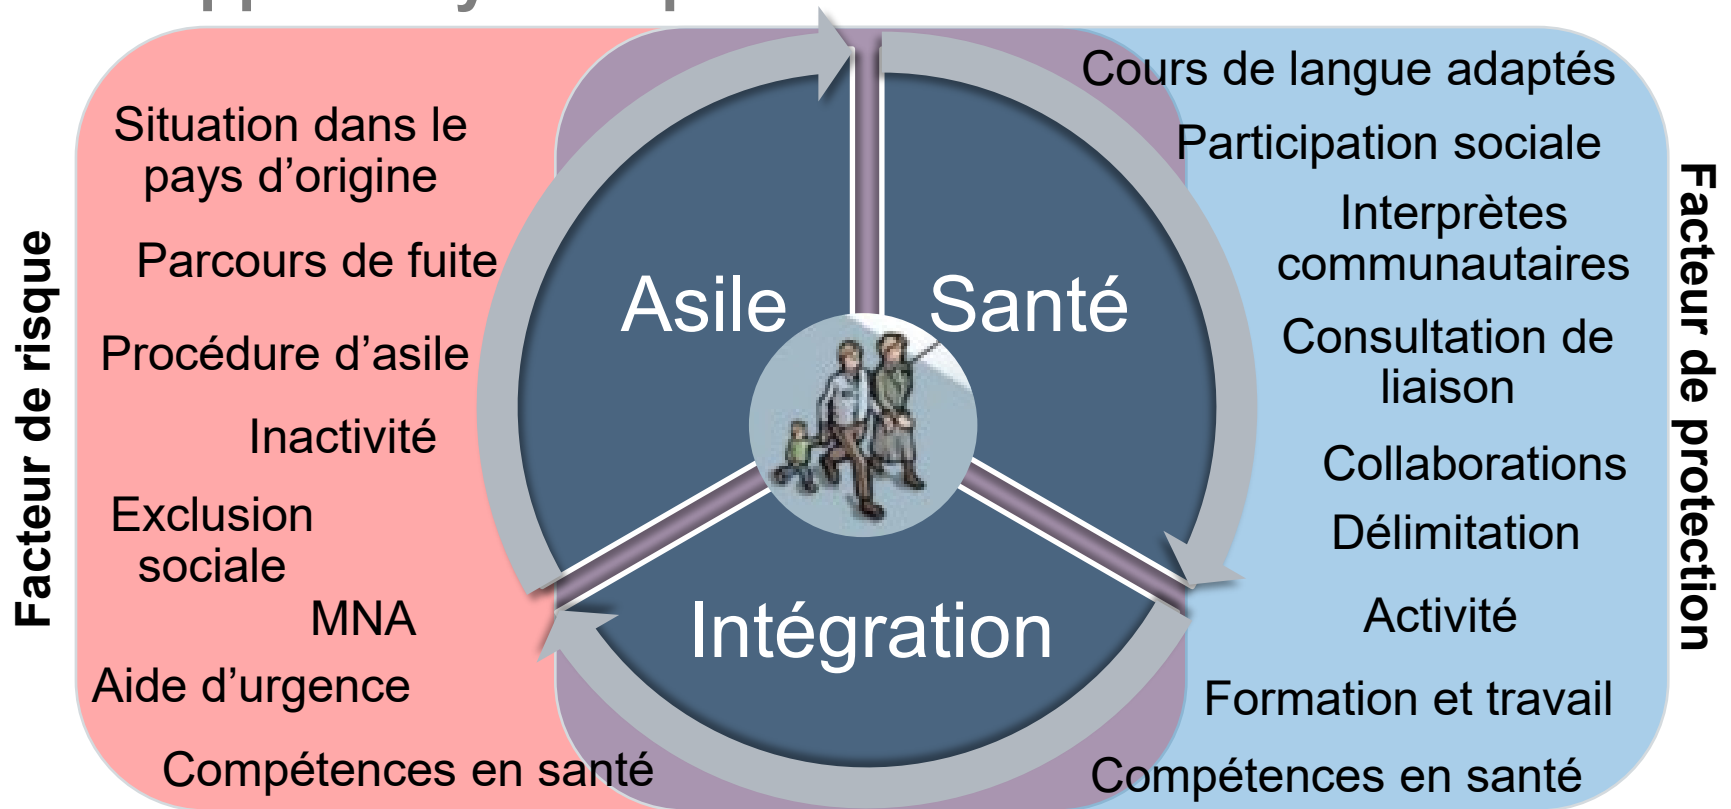 Facteur de risque
Situation dans le
pays d’origine
Parcours de fuite
Procédure d’asile
Inactivité
Exclusion
sociale
MNA
Aide d’urgence
Compétences en santé
Asile
Santé
Intégration
Cours de langue adaptés
Participation sociale
Interprètes
communautaires
Consultation de
liaison
Collaborations
Délimitation
Activité
Formation et travail
Compétences en santé
Facteur de protection